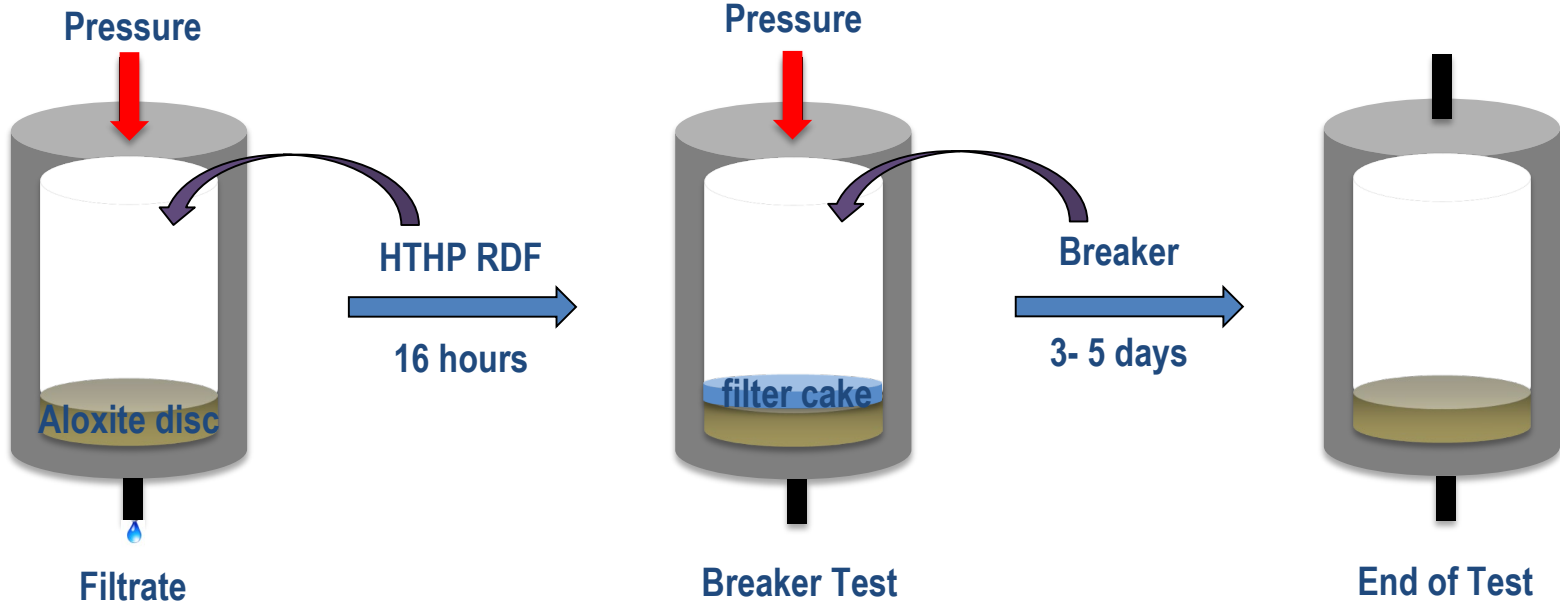 Pressure
Pressure
HTHP RDF
Breaker
16 hours
3- 5 days
Aloxite disc
filter cake
Filtrate
Breaker Test
End of Test